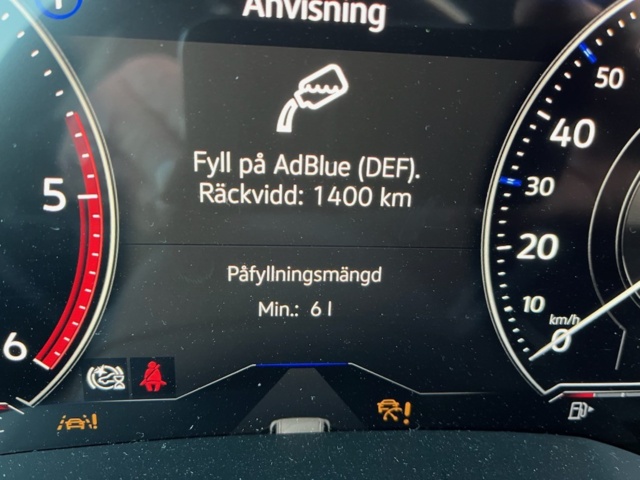 Anvisning
Fyll på AdBlue (DEF).
Räckvidd: 1400 km
Påfyllningsmängd
Min.: 6 l
5
6
50
40
30
20
10
km/h
0